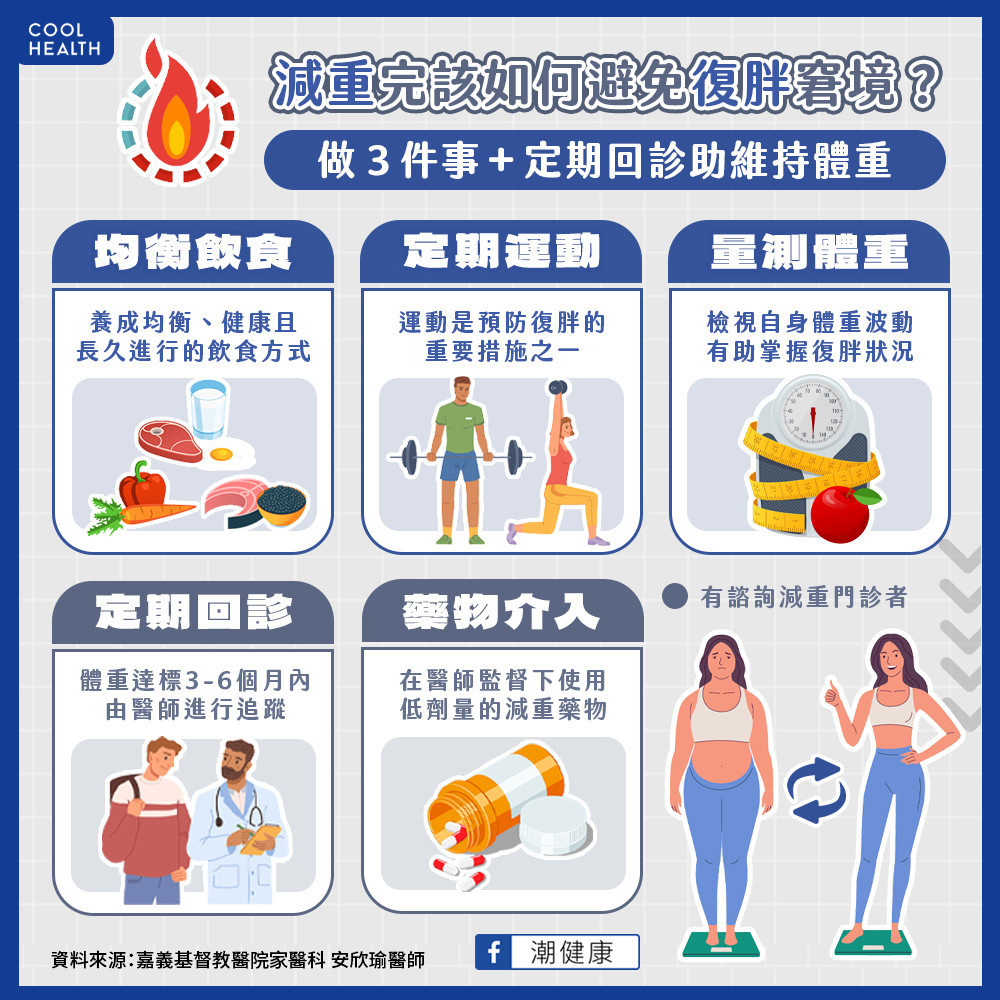 COOL
HEALTH
減重完該如何避免復胖窘境？
做3件事＋定期回診助維持體重
均衡飲食
養成均衡、健康且
長久進行的飲食方式
定期運動
運動是預防復胖的
重要措施之一
量測體重
檢視自身體重波動
有助掌握復胖狀況
定期回診
體重達標3-6個月內
由醫師進行追蹤
藥物介入
在醫師監督下使用
低劑量的減重藥物
● 有諮詢減重門診者
資料來源：嘉義基督教醫院家醫科 安欣瑜醫師
f 潮健康